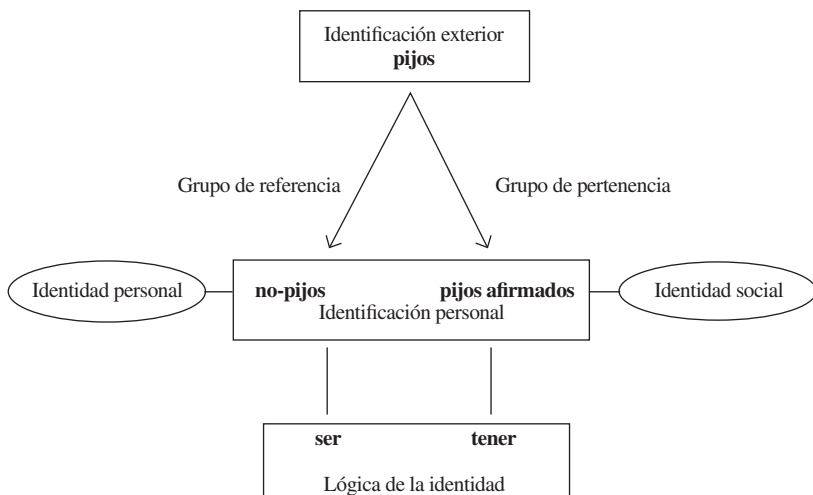 Identificación exterior
pijos
Grupo de referencia
Grupo de pertenencia
Identidad personal
no-pijos
pijos afirmados
Identidad social
Identificación personal
ser
tener
Lógica de la identidad